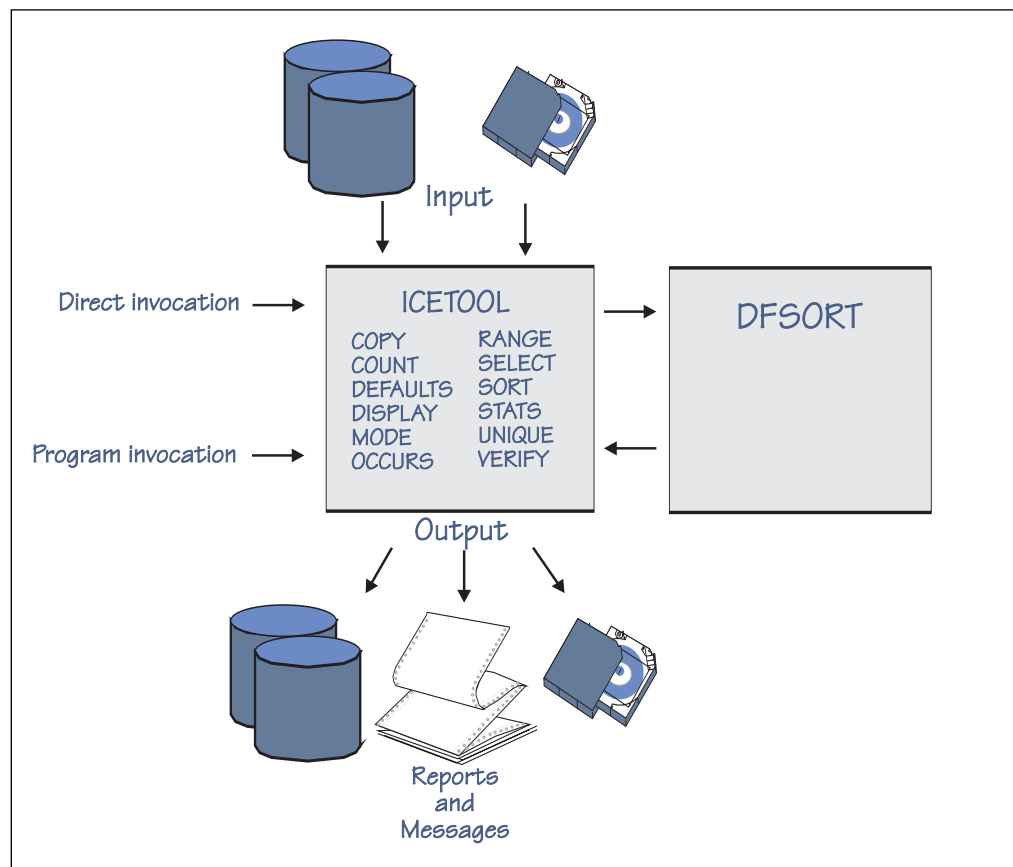 Input
Direct invocation
ICETOOL
DFSORT
COPY
COUNT
DEFAULTS
DISPLAY
MODE
OCCURS
RANGE
SELECT
SORT
STATS
UNIQUE
VERIFY
Program invocation
Output
Reports
and
Messages